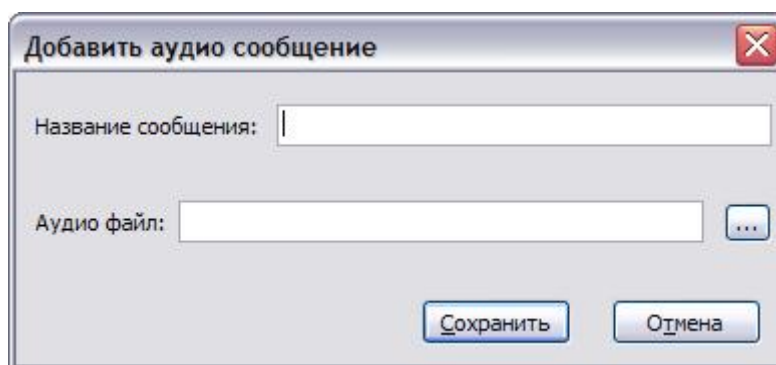 Добавить аудио сообщение
Название сообщения:
Аудио файл:
...
Сохранить Отмена